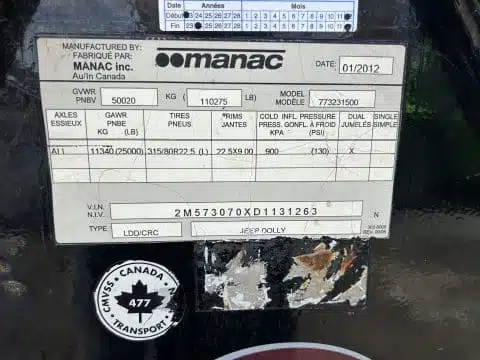 Date Années Mois
Début 24 25 26 27 28 1 2 3 4 5 6 7 8 9 10 11
Fin 23 25 26 27 28 1 2 3 4 5 6 7 8 9 10 11
MANUFACTURED BY:
FABRIQUÉ PAR:
MANAC inc.
Au/In Canada
manac
DATE: 01/2012
GVWR
PNBV 50020 KG ( 110275 LB)
MODEL
MODÈLE 773231500
AXLES
ESSIEUX
GAWR
PNBE
KG (LB)
TIRES
PNEUS
RIMS
JANTES
COLD INFL. PRESSURE
PRESS. GONFL. À FROID
KPA (PSI)
DUAL
JUMELÉS
SINGLE
SIMPLE
ALL 11340 (25000) 315/80R22.5 (L) 22.5X9.00 900 (130) X
V.I.N.
N.I.V. 2M573070XD1131263 N
TYPE LDD/CRC JEEP DOLLY
CMVSS CANADA N
477
TRANSPORT